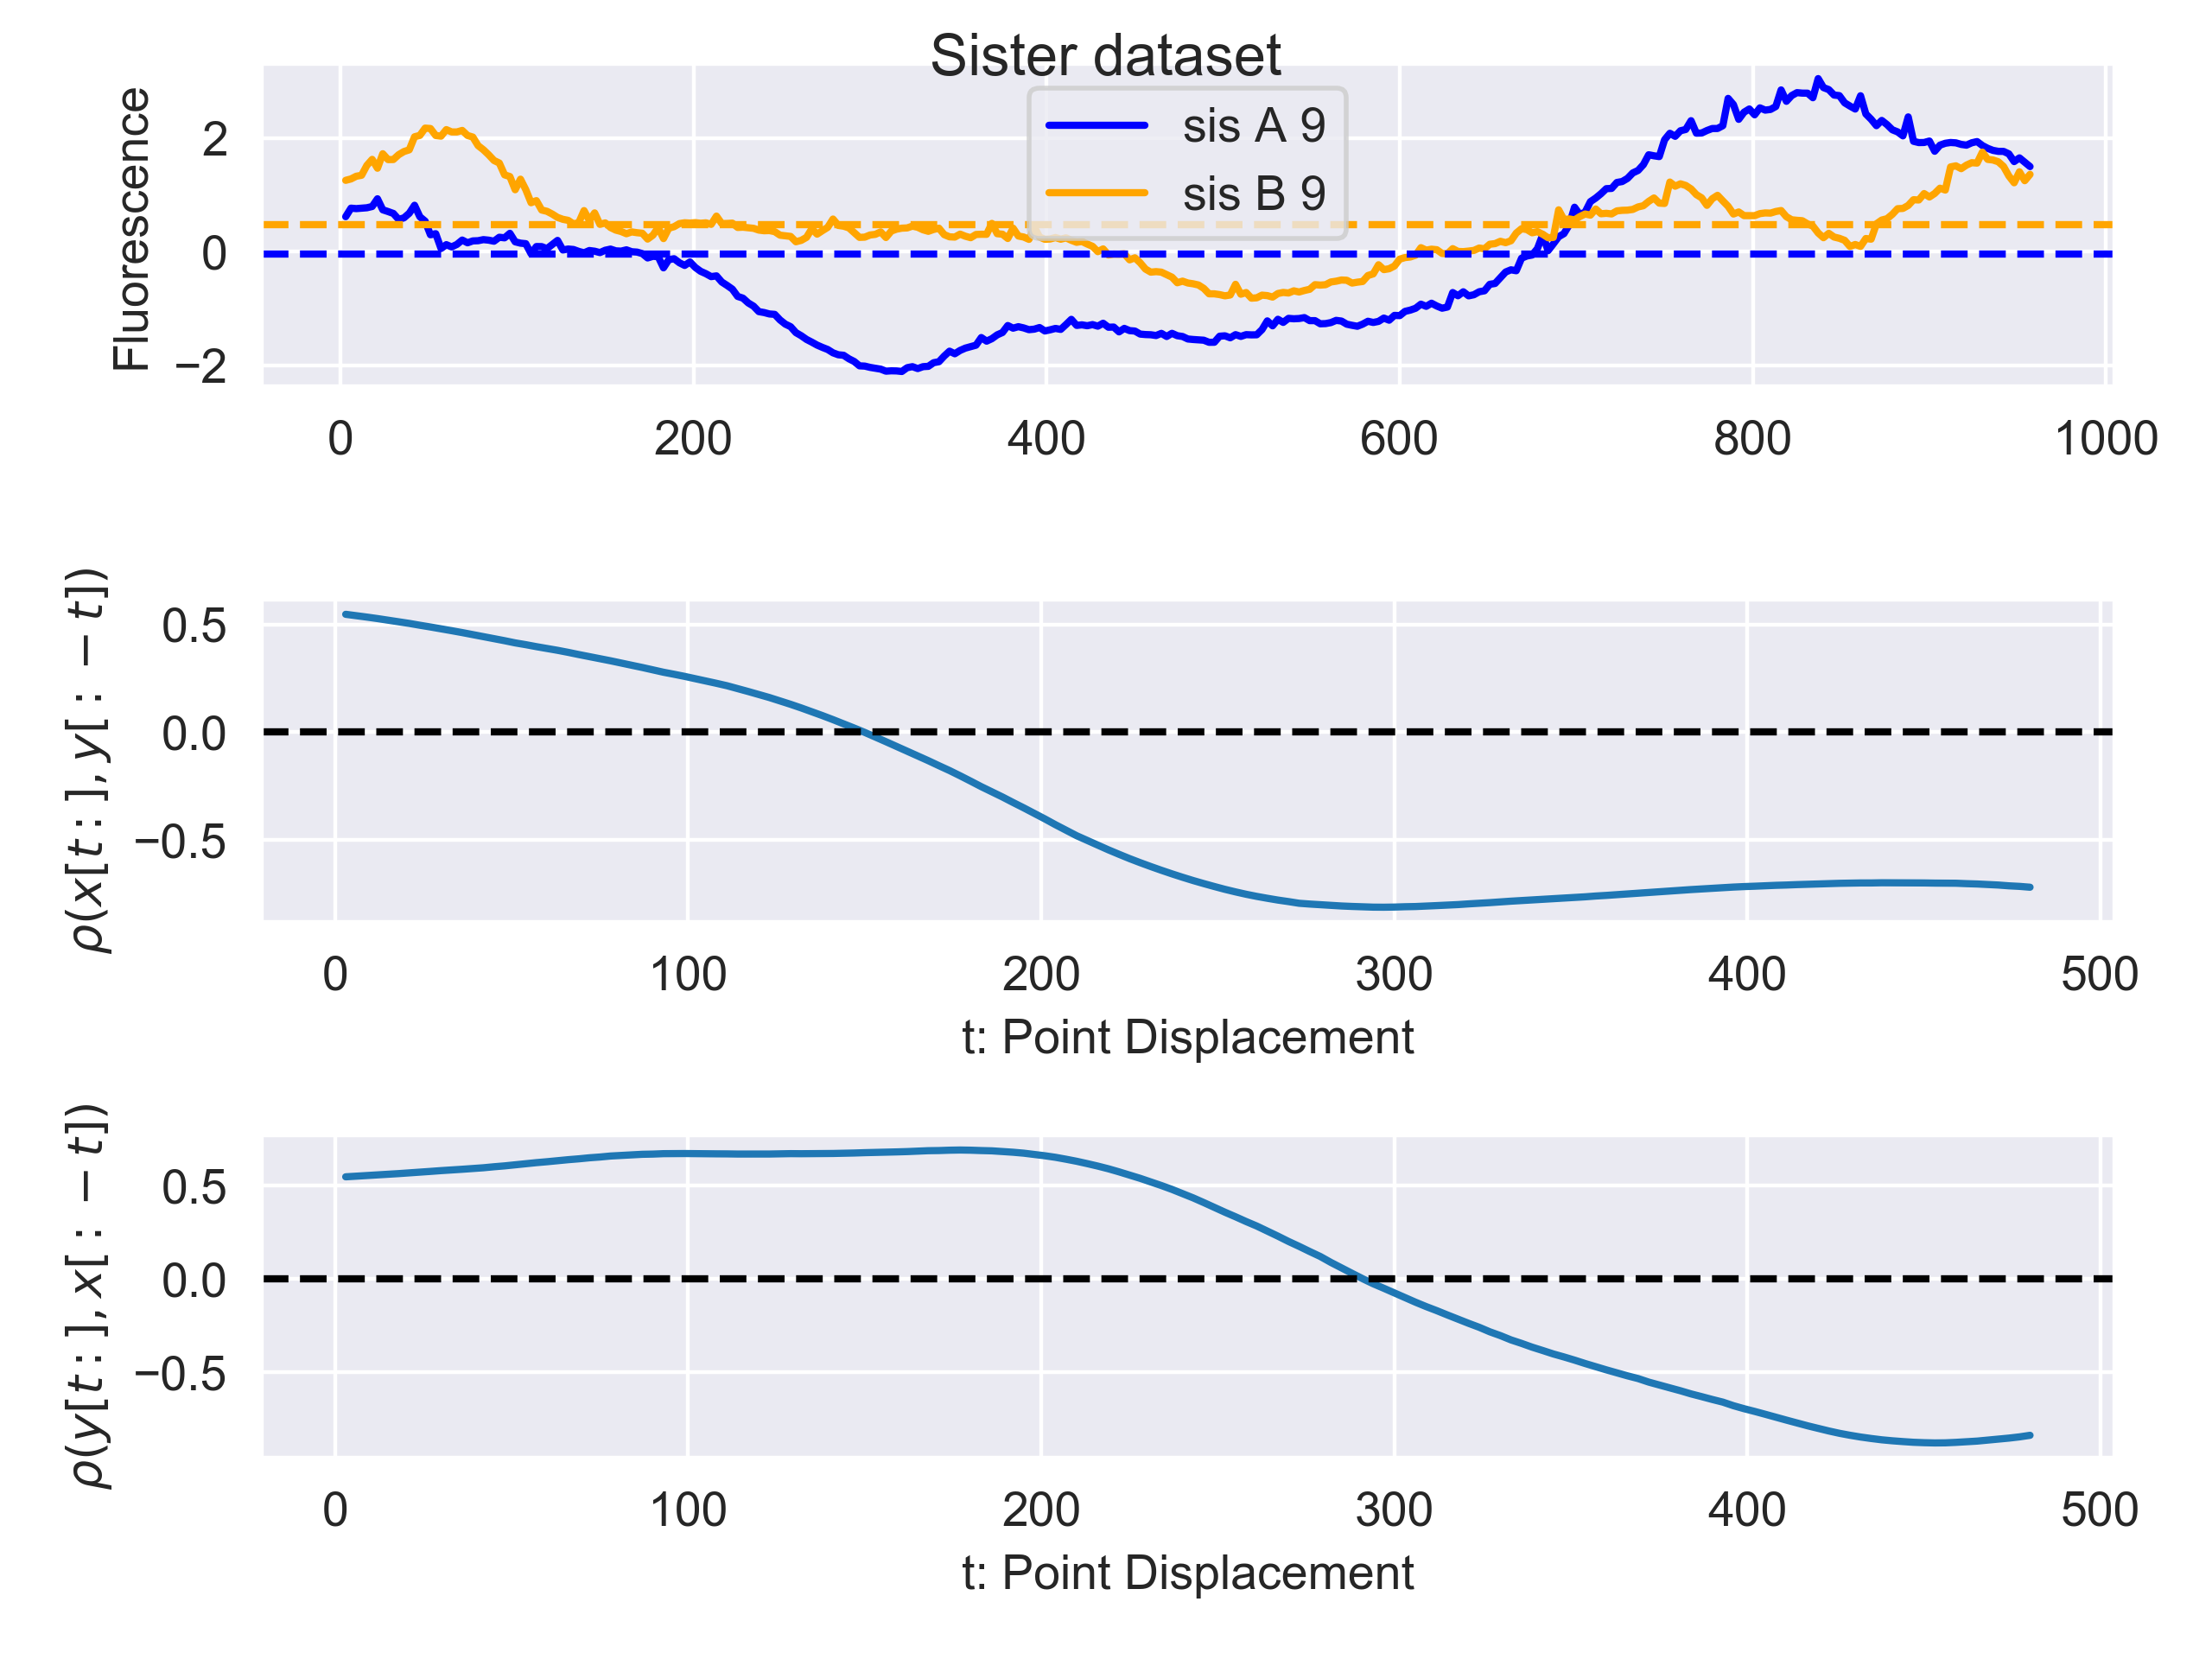 Sister dataset
Fluorescence
2
0
−2
sis A 9
sis B 9
0 200 400 600 800 1000
ρ(x[t:], y[:−t])
0.5
0.0
−0.5
0 100 200 300 400 500
t: Point Displacement
ρ(y[t:], x[:−t])
0.5
0.0
−0.5
0 100 200 300 400 500
t: Point Displacement